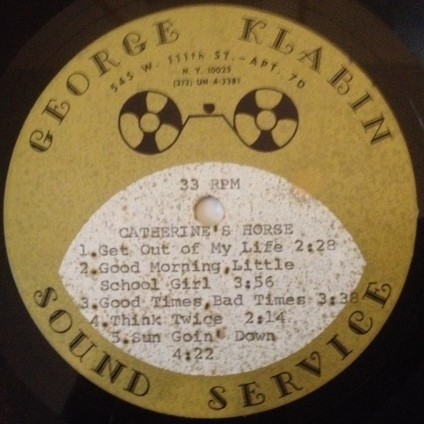 GEORGE KLABIN
545 W. 111th ST. - APT. 7D
N.Y. 10025
(212) UN 4-3381
33 RPM
CATHERINE'S HORSE
1.Get Out of My Life 2:28
2.Good Morning,Little
School Girl 3:56
3.Good Times,Bad Times 3:38
4.Think Twice 2:14
5.Sun Goin' Down
4:22
SOUND SERVICE